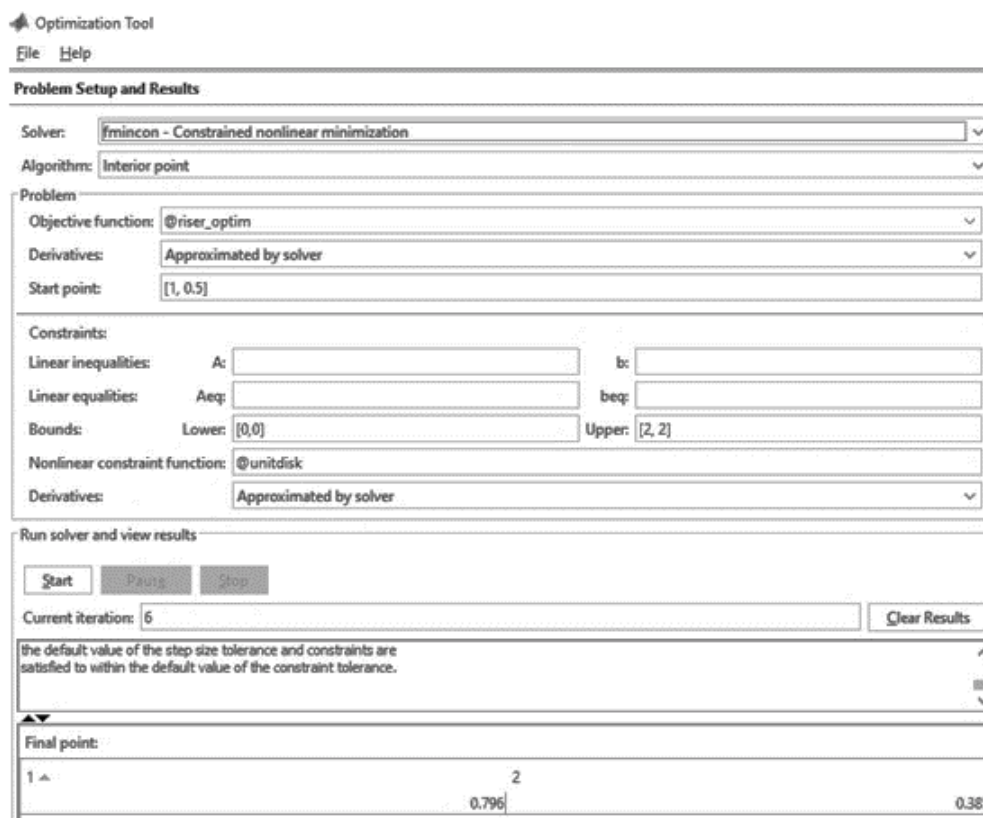 Optimization Tool
File Help
Problem Setup and Results
Solver: fmincon - Constrained nonlinear minimization
Algorithm: Interior point
Problem
Objective function: @riser_optim
Derivatives: Approximated by solver
Start point: [1, 0.5]
Constraints:
Linear inequalities: A: b:
Linear equalities: Aeq: beq:
Bounds: Lower: [0,0] Upper: [2, 2]
Nonlinear constraint function: @unitdisk
Derivatives: Approximated by solver
Run solver and view results
Start Pause Stop
Current iteration: 6 Clear Results
the default value of the step size tolerance and constraints are
satisfied to within the default value of the constraint tolerance.
Final point:
1 2
0.796 0.38